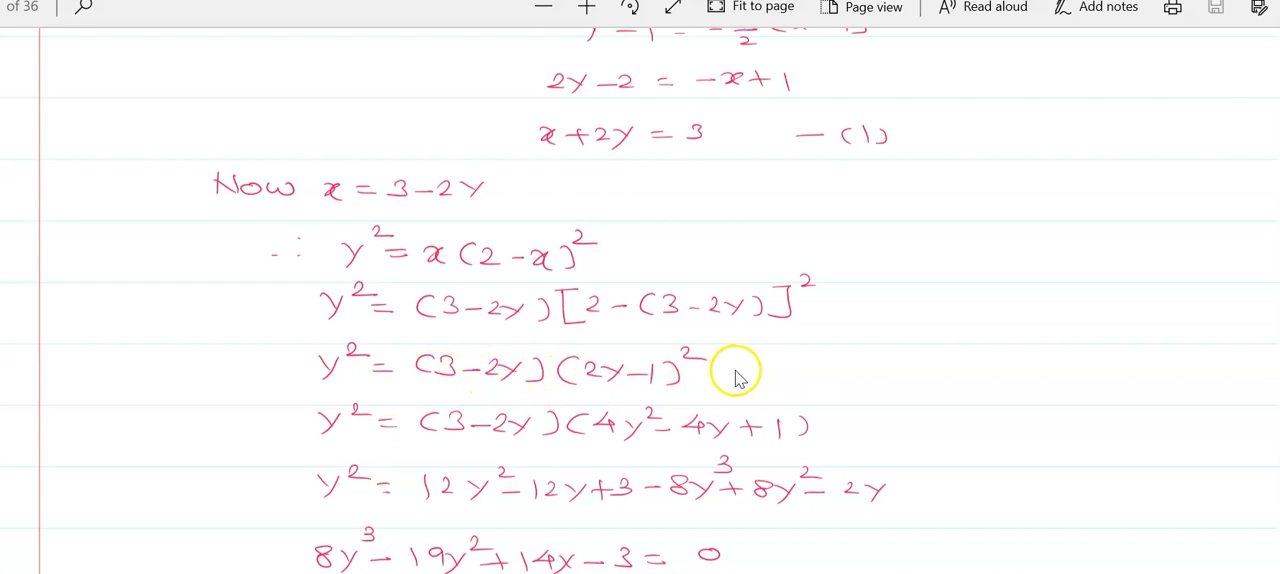 of 36 Fit to page Page view A Read aloud Add notes
2y - 2 = -x + 1
x + 2y = 3 — (1)
Now x = 3 - 2y
∴ y² = x(2 - x)²
y² = (3 - 2y)[2 - (3 - 2y)]²
y² = (3 - 2y)(2y - 1)²
y² = (3 - 2y)(4y² - 4y + 1)
y² = 12y² - 12y + 3 - 8y³ + 8y² - 2y
8y³ - 19y² + 14x - 3 = 0